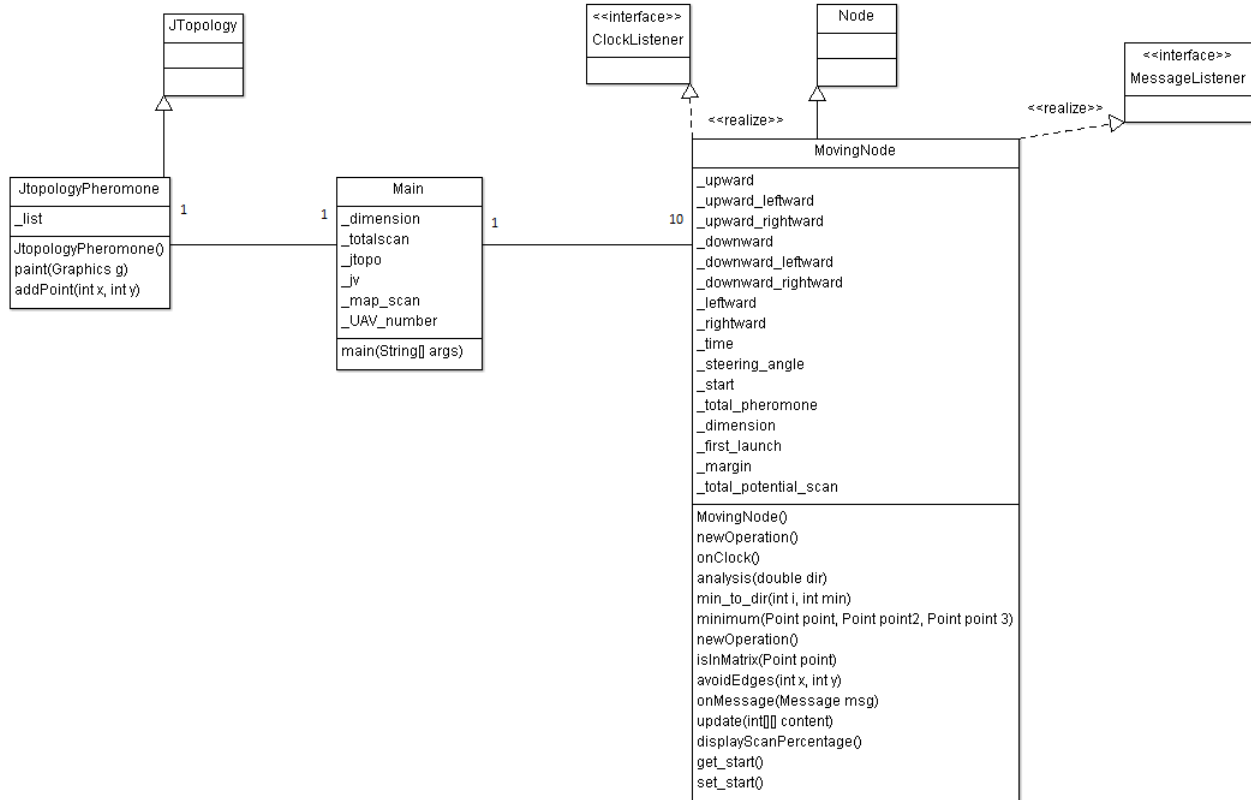 JTopology
<<interface>>
ClockListener
Node
<<interface>>
MessageListener
<<realize>>
<<realize>>
JtopologyPheromone
_list
JtopologyPheromone()
paint(Graphics g)
addPoint(int x, int y)
1
1
Main
_dimension
_totalscan
_jtopo
_jv
_map_scan
_UAV_number
main(String[] args)
1
10
MovingNode
_upward
_upward_leftward
_upward_rightward
_downward
_downward_leftward
_downward_rightward
_leftward
_rightward
_time
_steering_angle
_start
_total_pheromone
_dimension
_first_launch
_margin
_total_potential_scan
MovingNode()
newOperation()
onClock()
analysis(double dir)
min_to_dir(int i, int min)
minimum(Point point, Point point2, Point point 3)
newOperation()
isInMatrix(Point point)
avoidEdges(int x, int y)
onMessage(Message msg)
update(int[][] content)
displayScanPercentage()
get_start()
set_start()